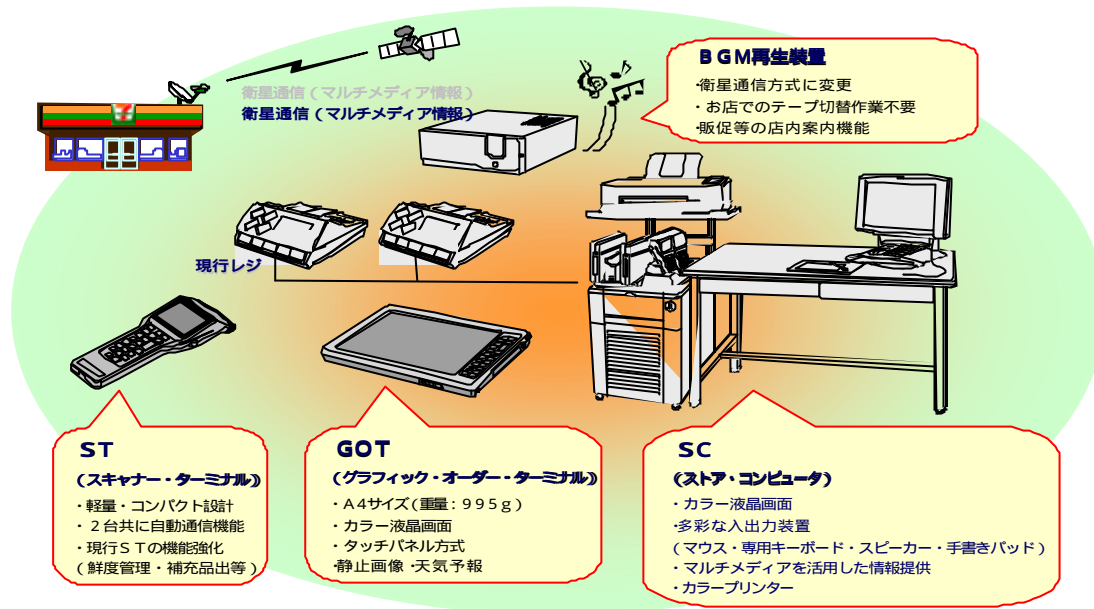 衛星通信(マルチメディア情報)
衛星通信(マルチメディア情報)
BGM再生装置
・衛星通信方式に変更
・お店でのテープ切替作業不要
・販促等の店内案内機能
7
現行レジ
ST
(スキャナー・ターミナル)
・軽量・コンパクト設計
・2台共に自動通信機能
・現行STの機能強化
(鮮度管理・補充品出等)
GOT
(グラフィック・オーダー・ターミナル)
・A4サイズ(重量:995g)
・カラー液晶画面
・タッチパネル方式
・静止画像・天気予報
SC
(ストア・コンピュータ)
・カラー液晶画面
・多彩な入出力装置
(マウス・専用キーボード・スピーカー・手書きパッド)
・マルチメディアを活用した情報提供
・カラープリンター